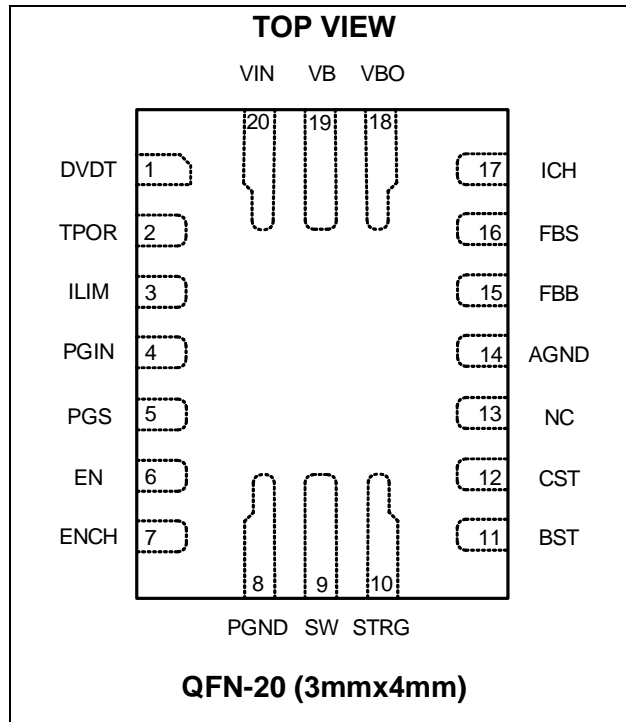 TOP VIEW
VIN VB VBO
20 19 18
DVDT 1 17 ICH
TPOR 2 16 FBS
ILIM 3 15 FBB
PGIN 4 14 AGND
PGS 5 13 NC
EN 6 12 CST
ENCH 7 11 BST
8 9 10
PGND SW STRG
QFN-20 (3mmx4mm)